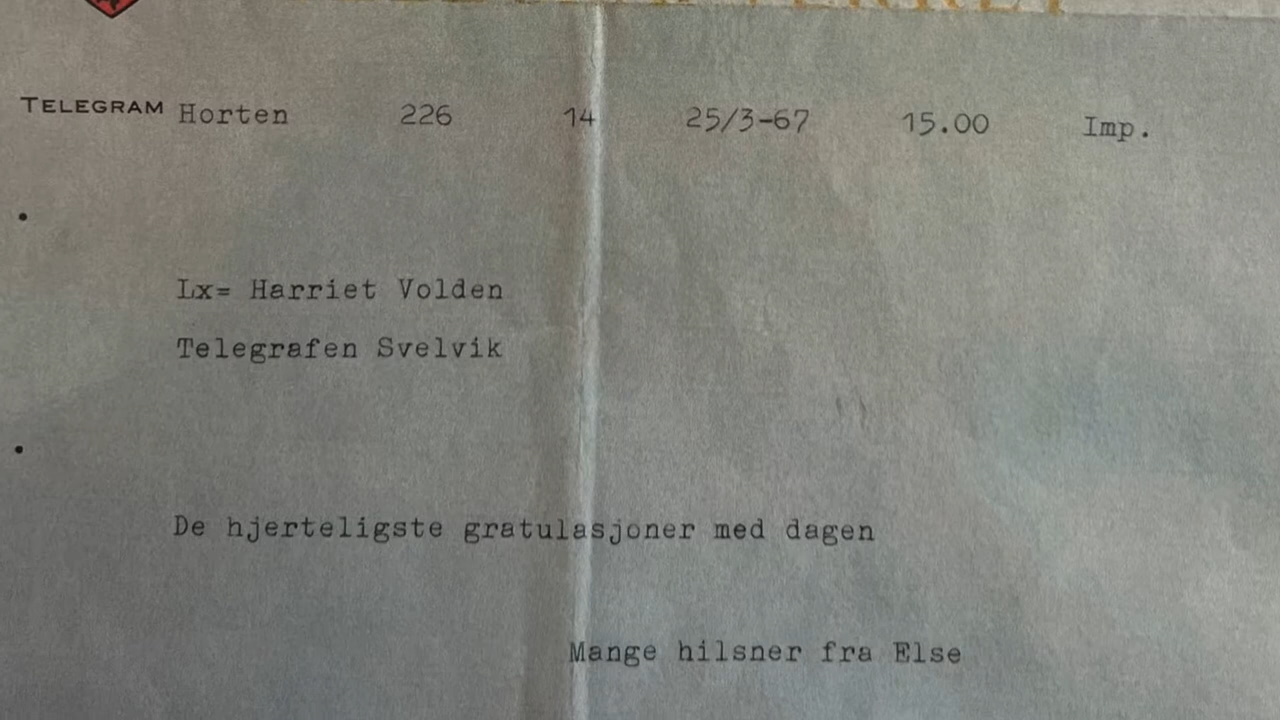 TELEGRAM Horten 226 14 25/3-67 15.00 Imp.
Lx= Harriet Volden
Telegrafen Svelvik
De hjerteligste gratulasjoner med dagen
Mange hilsner fra Else